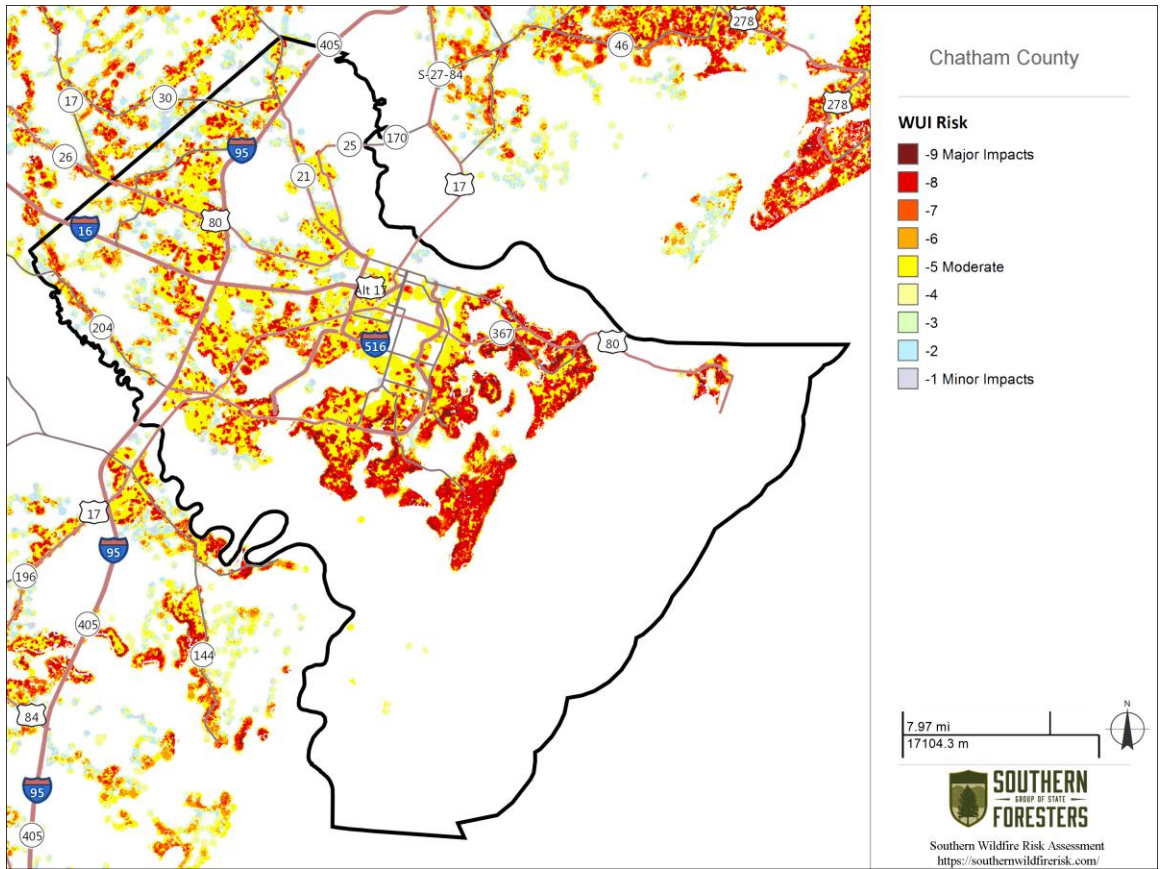 405
46
278
S-27-84
17
30
278
26
95
25
170
21
17
80
16
Alt 17
204
367
80
516
17
95
196
405
144
84
95
405
Chatham County
WUI Risk
-9 Major Impacts
-8
-7
-6
-5 Moderate
-4
-3
-2
-1 Minor Impacts
7.97 mi
17104.3 m
N
SOUTHERN
GROUP OF STATE
FORESTERS
Southern Wildfire Risk Assessment
https://southernwildfirerisk.com/